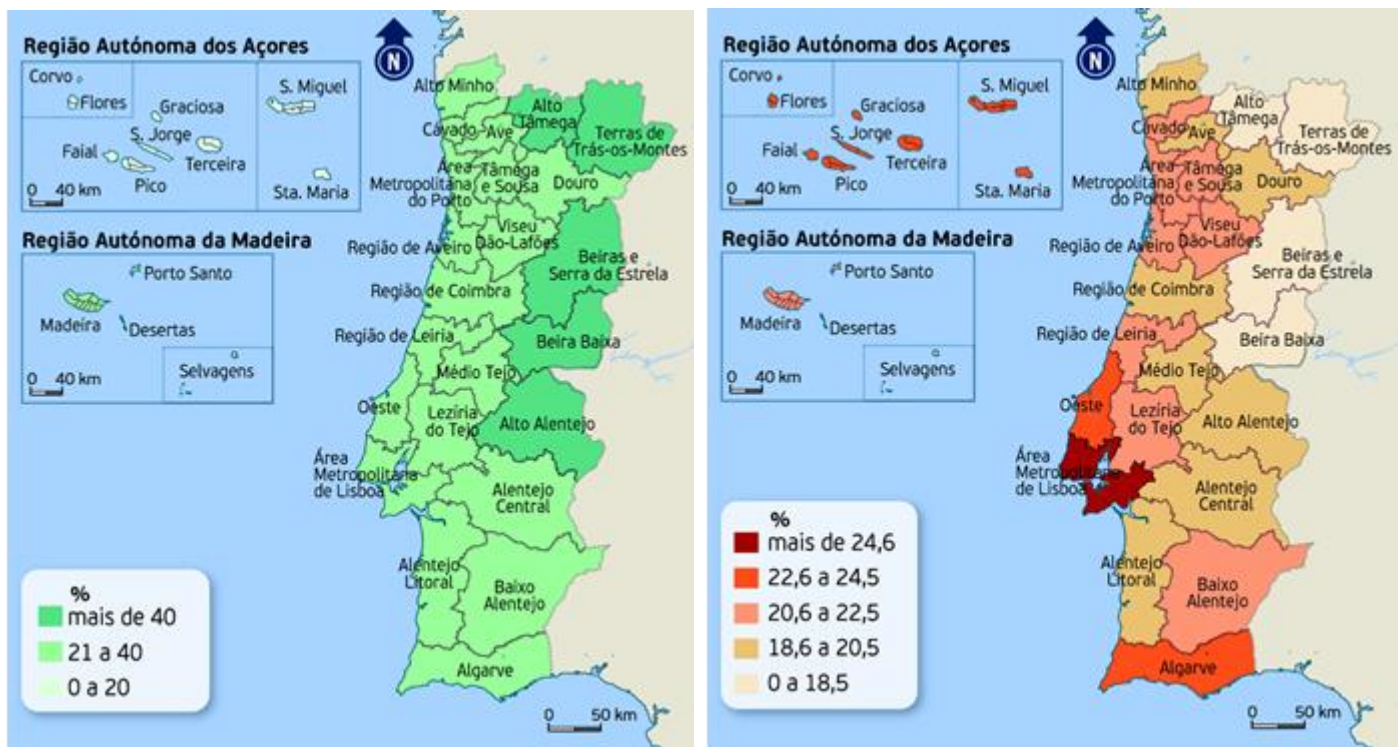 Região Autónoma dos Açores
N
Corvo
Flores
Graciosa
S. Miguel
S. Jorge
Faial
Terceira
Pico
Sta. Maria
0 40 km
Região Autónoma da Madeira
Porto Santo
Madeira
Desertas
Selvagens
0 40 km
Alto Minho
Alto
Tâmega
Terras de
Trás-os-Montes
Cávado
Ave
Área
Metropolitana
do Porto
Tâmega
e Sousa
Douro
Região de Aveiro
Viseu
Dão-Lafões
Beiras e
Serra da Estrela
Região de Coimbra
Região de Leiria
Beira Baixa
Médio Tejo
Oeste
Lezíria
do Tejo
Alto Alentejo
Área
Metropolitana
de Lisboa
Alentejo
Central
Alentejo
Litoral
Baixo
Alentejo
Algarve
%
mais de 40
21 a 40
0 a 20
0 50 km
Região Autónoma dos Açores
N
Corvo
Flores
Graciosa
S. Miguel
S. Jorge
Faial
Terceira
Pico
Sta. Maria
0 40 km
Região Autónoma da Madeira
Porto Santo
Madeira
Desertas
Selvagens
0 40 km
Alto Minho
Alto
Tâmega
Terras de
Trás-os-Montes
Cávado
Ave
Área
Metropolitana
do Porto
Tâmega
e Sousa
Douro
Região de Aveiro
Viseu
Dão-Lafões
Beiras e
Serra da Estrela
Região de Coimbra
Região de Leiria
Beira Baixa
Médio Tejo
Oeste
Lezíria
do Tejo
Alto Alentejo
Área
Metropolitana
de Lisboa
Alentejo
Central
Alentejo
Litoral
Baixo
Alentejo
Algarve
%
mais de 24,6
22,6 a 24,5
20,6 a 22,5
18,6 a 20,5
0 a 18,5
0 50 km